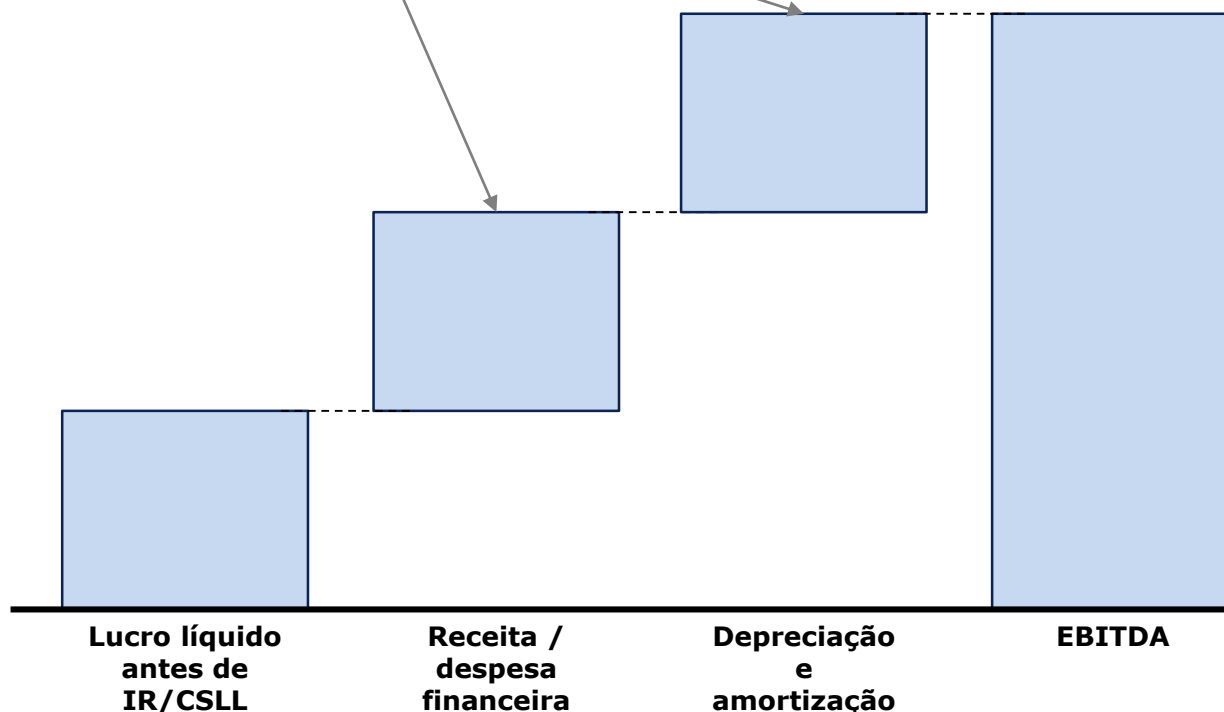 Lucro líquido
antes de
IR/CSLL
Receita /
despesa
financeira
Depreciação
e
amortização
EBITDA